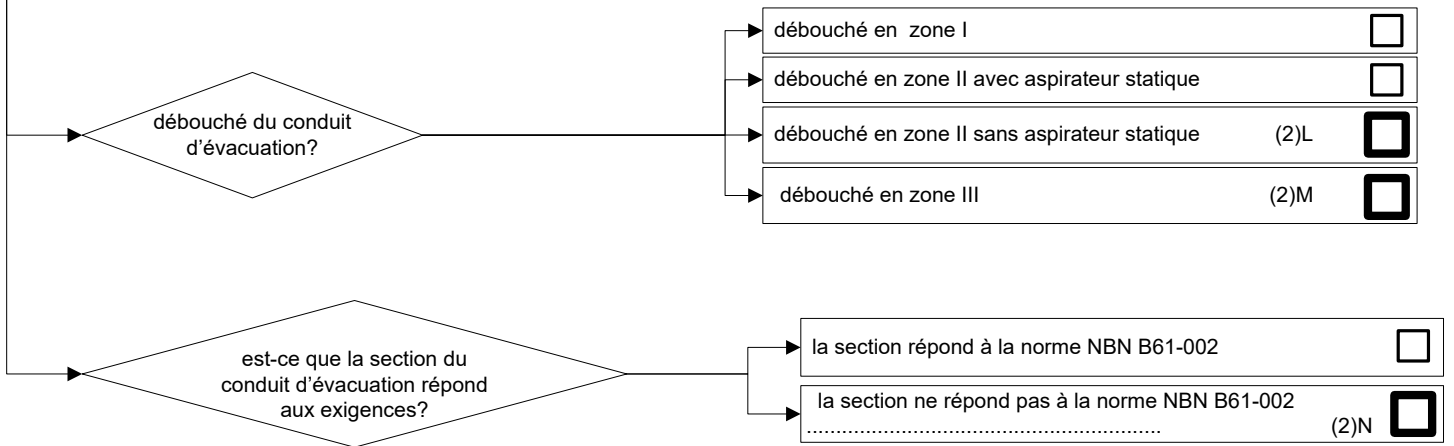 débouché en  zone I
débouché en zone II avec aspirateur statique
débouché du conduit
d'évacuation?
débouché en zone II sans aspirateur statique (2)L
débouché en zone III (2)M
la section répond à la norme NBN B61-002
est-ce que la section du
conduit d'évacuation répond
aux exigences?
la section ne répond pas à la norme NBN B61-002
............................................................ (2)N